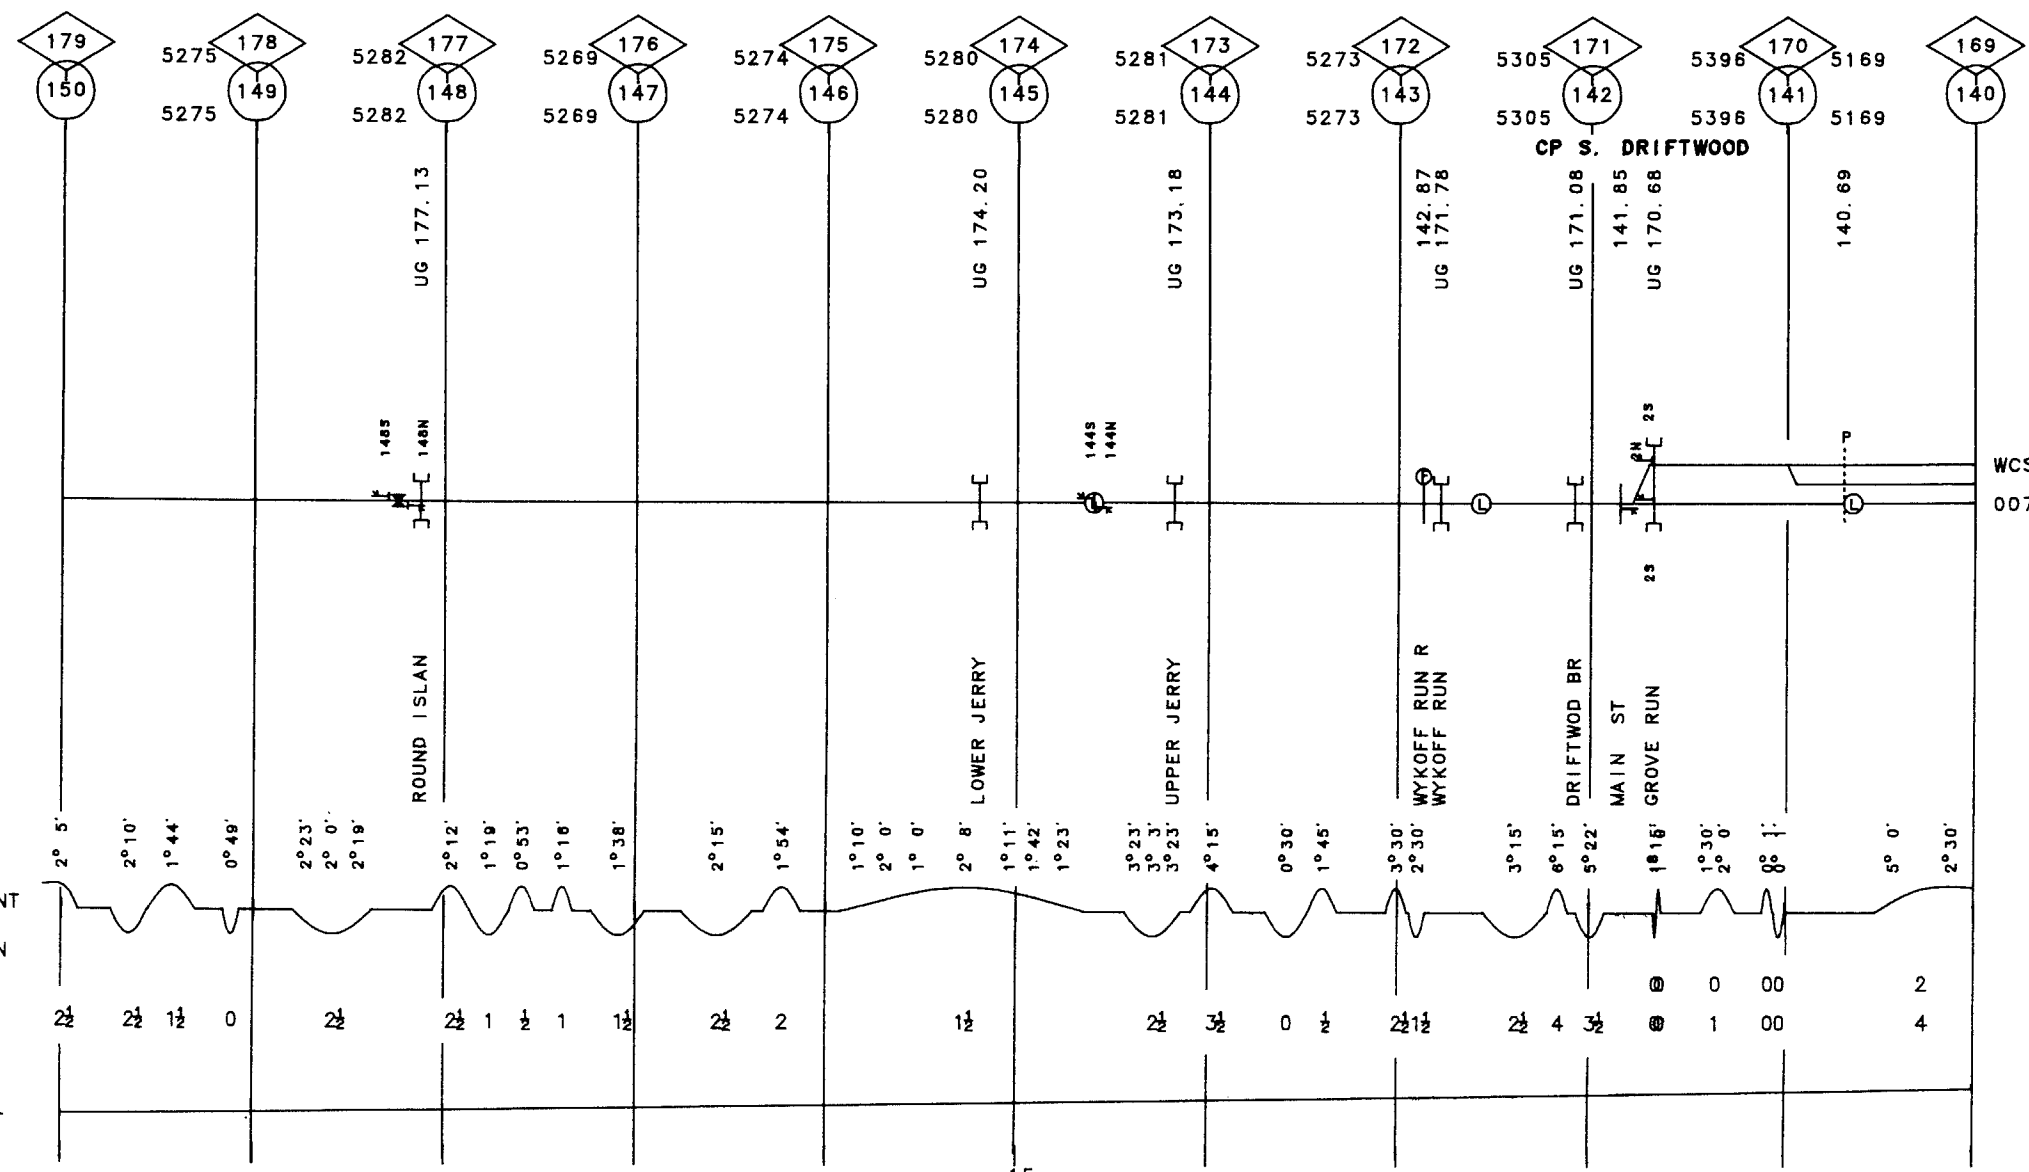 179 178 177 176 175 174 173 172 171 170 169
5275 5282 5269 5274 5280 5281 5273 5305 5396 5169
150 149 148 147 146 145 144 143 142 141 140
5275 5282 5269 5274 5280 5281 5273 5305 5396 5169
CP S. DRIFTWOOD
UG 177.13
UG 174.20
UG 173.18
142.87
UG 171.78
UG 171.08
141.85
UG 170.68
140.69
148S
148N
144S
144N
2N
2S
P
F
L L L L
WCS
007
2S
ROUND ISLAN
LOWER JERRY
UPPER JERRY
WYKOFF RUN R
WYKOFF RUN
DRIFTWOD BR
MAIN ST
GROVE RUN
2° 5' 2°10' 1°44' 0°49' 2°23' 2° 0' 2°19' 2°12' 1°19' 0°53' 1°16' 1°38' 2°15' 1°54' 1°10' 2° 0' 1° 0' 2° 8' 1°11' 1°42' 1°23' 3°23' 3° 3' 3°23' 4°15' 0°30' 1°45' 3°30' 2°30' 3°15' 6°15' 5°22' 1°30' 2° 0' 5° 0' 2°30'
NT
N
0 0 00 2
2½ 2½ 1½ 0 2½ 2½ 1 ½ 1 1½ 2½ 2 1½ 2½ 3½ 0 ½ 2½ 1½ 2½ 4 3½ 0 1 00 4